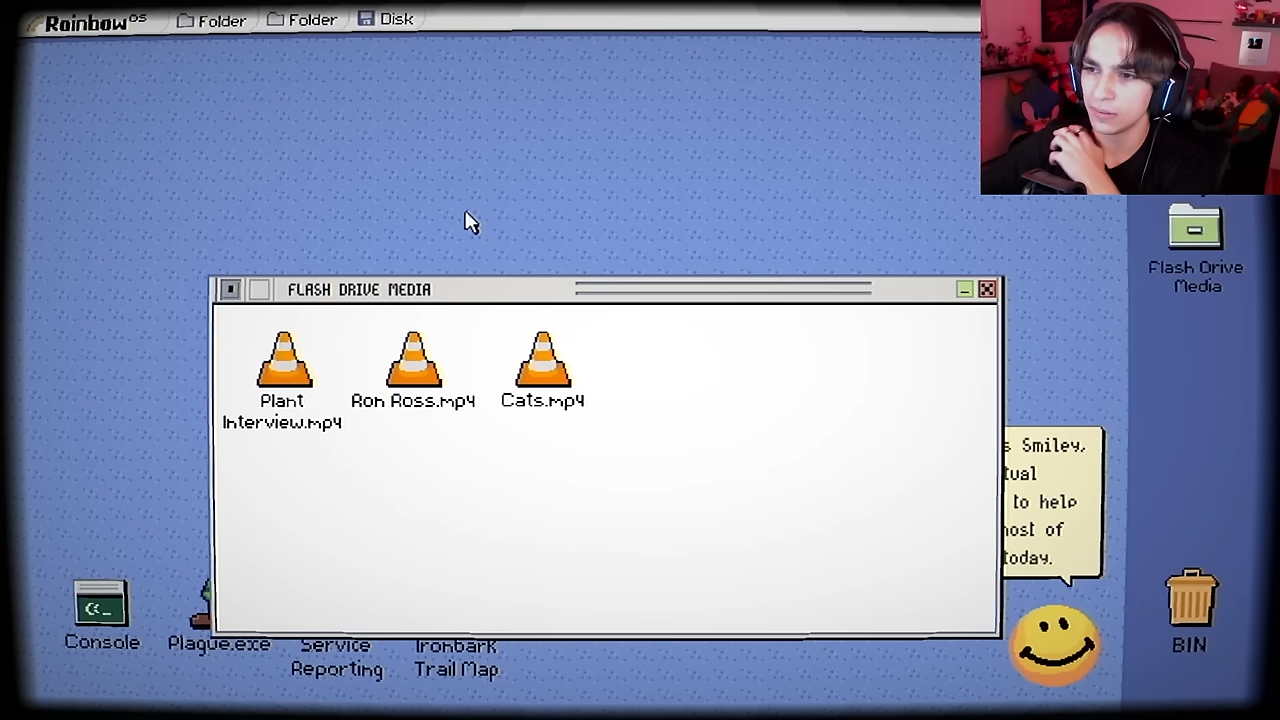 Rainbow OS
Folder
Folder
Disk
Flash Drive
Media
FLASH DRIVE MEDIA
Plant
Interview.mp4
Ron Ross.mp4
Cats.mp4
s Smiley,
tual
to help
most of
today.
Console
Plague.exe
Service
Reporting
Ironbark
Trail Map
BIN